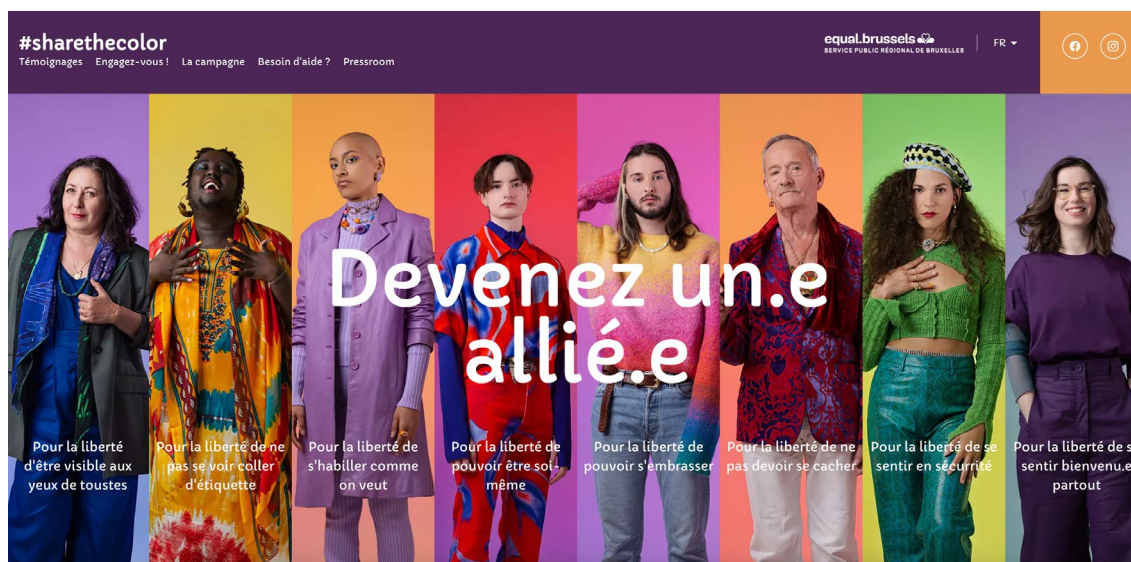 #sharethecolor
Témoignages Engagez-vous ! La campagne Besoin d'aide ? Pressroom
equal.brussels
SERVICE PUBLIC RÉGIONAL DE BRUXELLES
FR
Devenez un.e
allié.e
Pour la liberté
d'être visible aux
yeux de toustes
Pour la liberté de ne
pas se voir coller
d'étiquette
Pour la liberté de
s'habiller comme
on veut
Pour la liberté de
pouvoir être soi-
même
Pour la liberté de
pouvoir s'embrasser
Pour la liberté de ne
pas devoir se cacher
Pour la liberté de se
sentir en sécurité
Pour la liberté de s
sentir bienvenu.e
partout